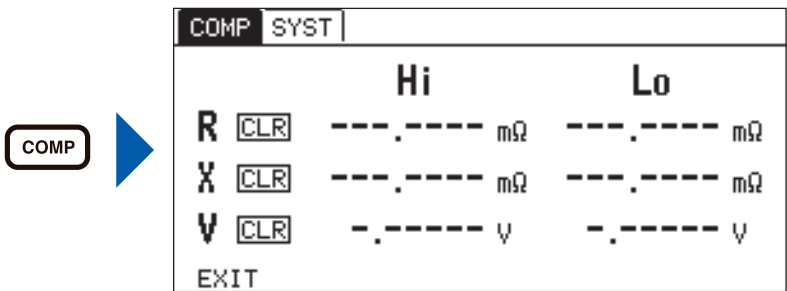 COMP
COMP SYST
Hi Lo
R CLR ---.---- mΩ ---.---- mΩ
X CLR ---.---- mΩ ---.---- mΩ
V CLR -.----- V -.----- V
EXIT